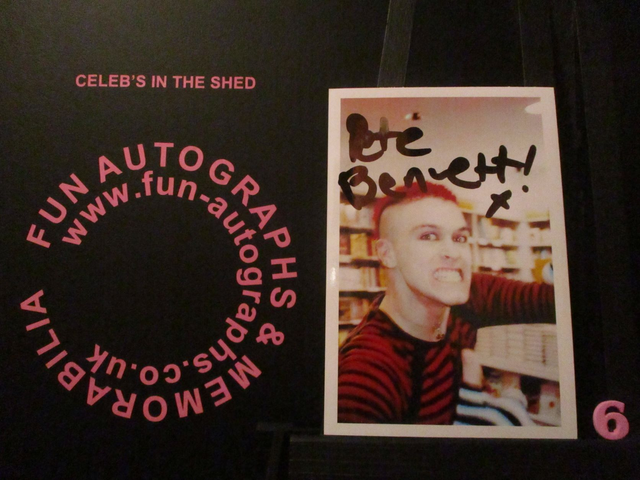 CELEB'S IN THE SHED
FUN AUTOGRAPHS & MEMORABILIA
www.fun-autographs.co.uk
Pete
Bennett!
x
6